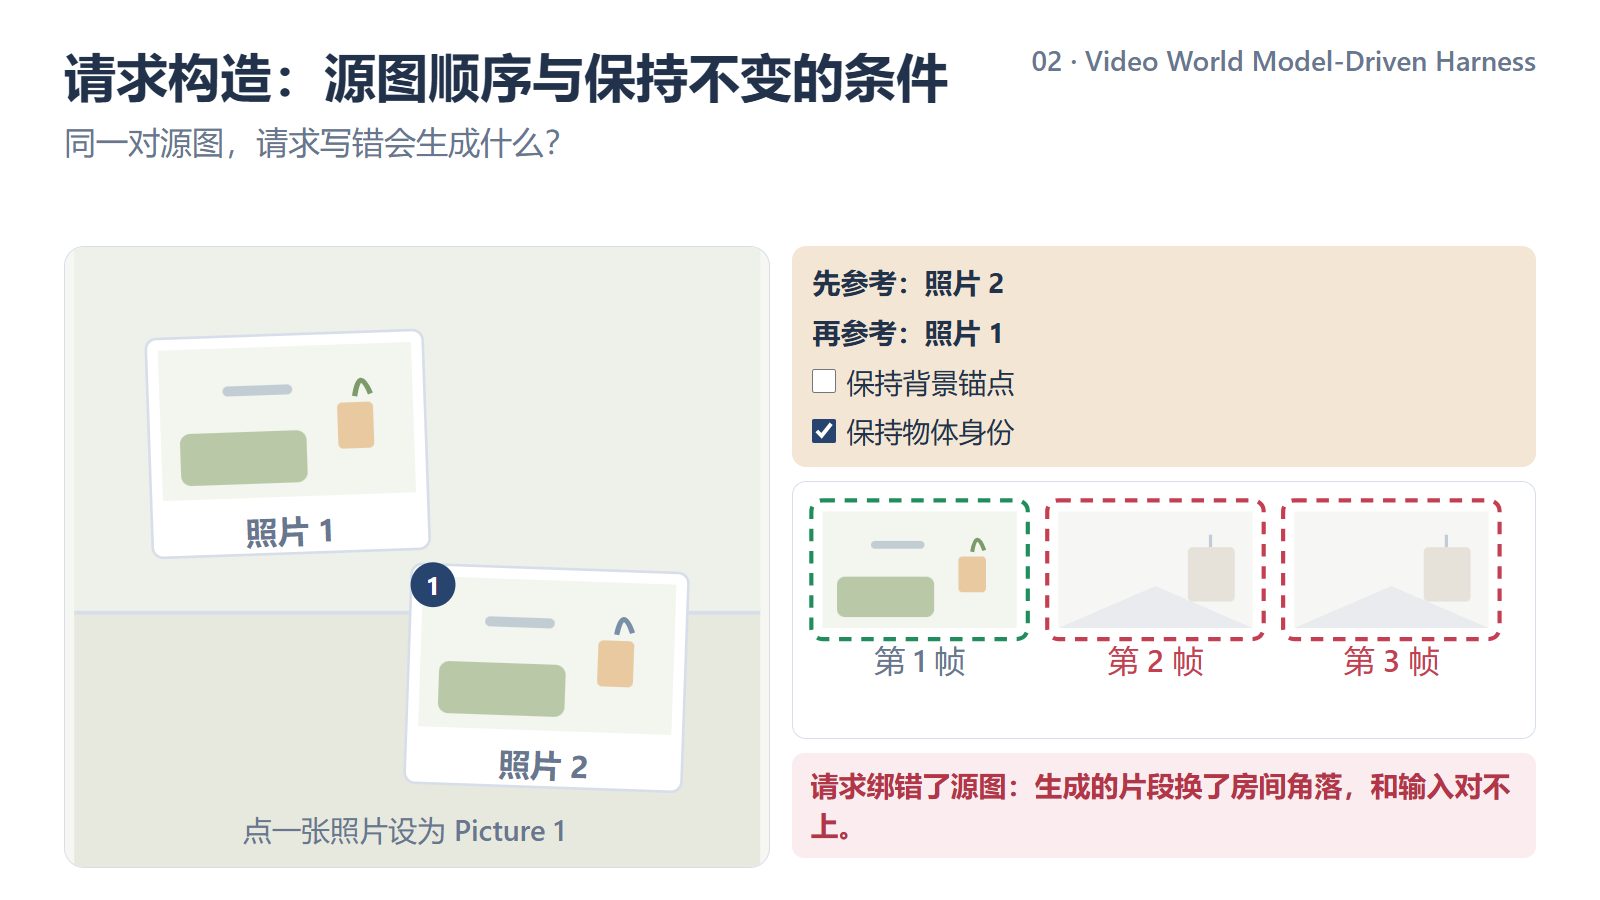 请求构造：源图顺序与保持不变的条件
02 · Video World Model-Driven Harness
同一对源图，请求写错会生成什么？
照片 1
1
照片 2
点一张照片设为 Picture 1
先参考：照片 2
再参考：照片 1
保持背景锚点
保持物体身份
第 1 帧
第 2 帧
第 3 帧
请求绑错了源图：生成的片段换了房间角落，和输入对不
上。